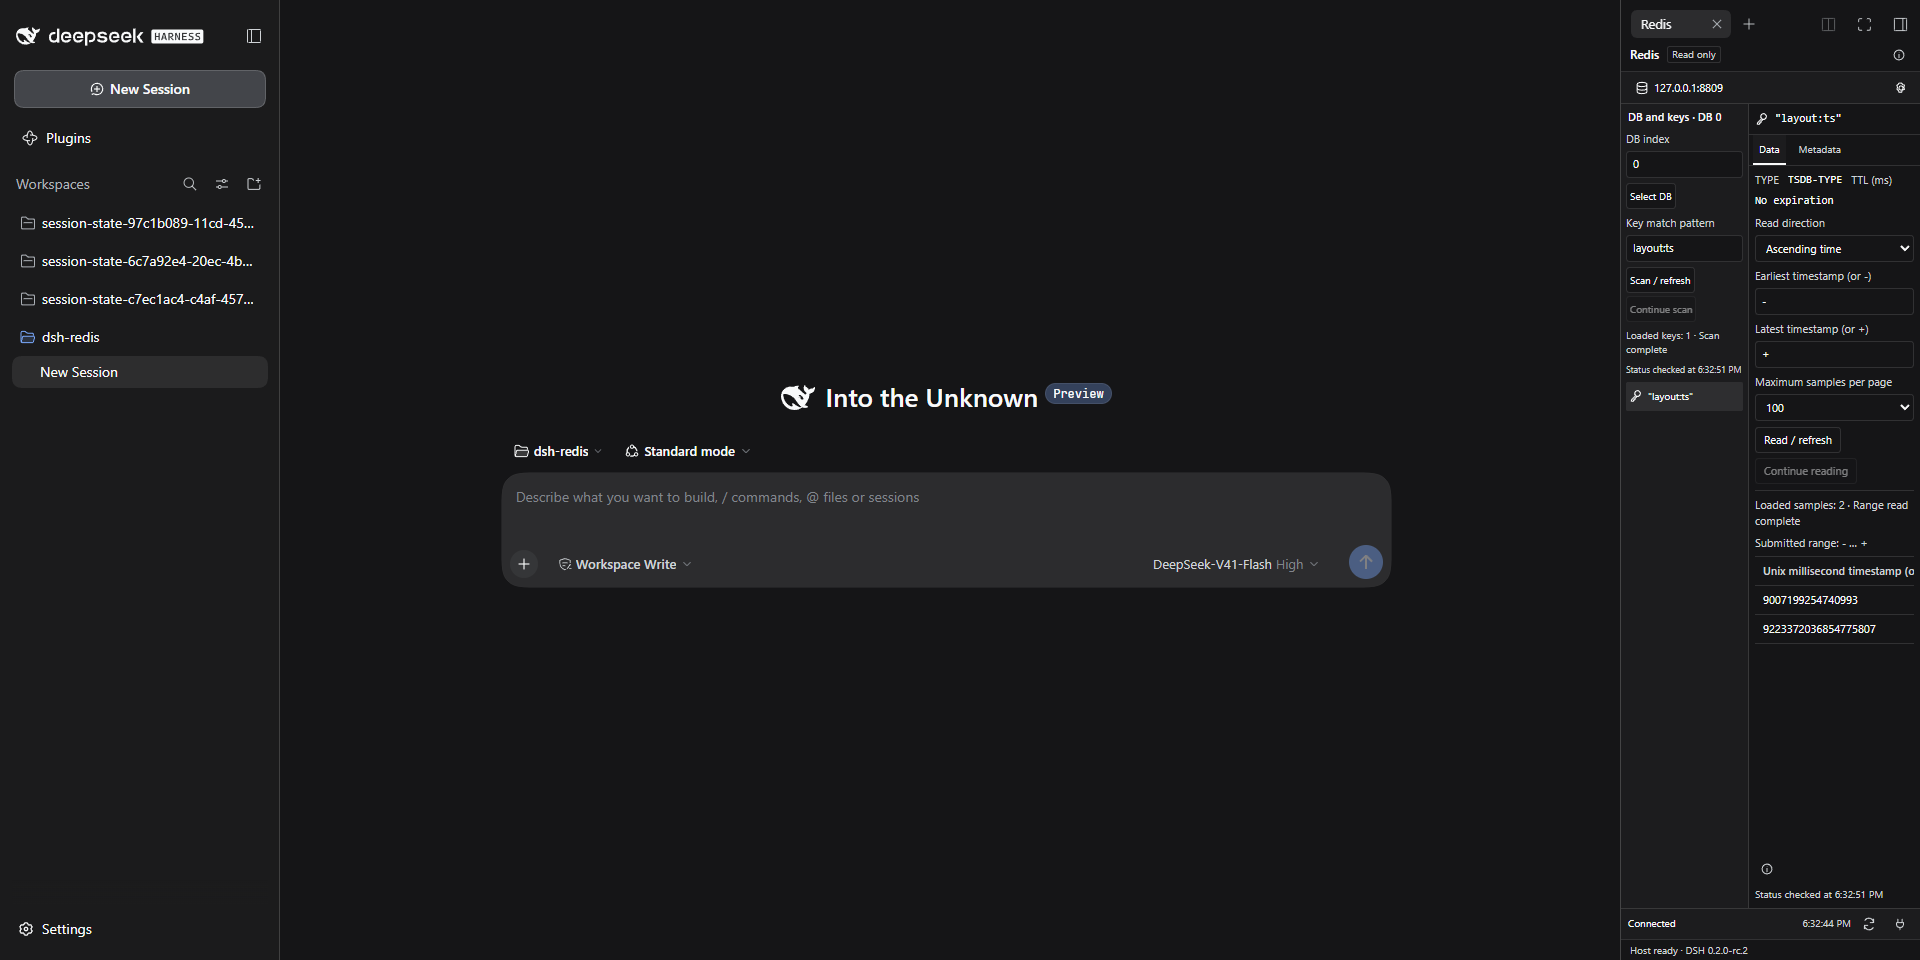 deepseek HARNESS
New Session
Plugins
Workspaces
session-state-97c1b089-11cd-45...
session-state-6c7a92e4-20ec-4b...
session-state-c7ec1ac4-c4af-457...
dsh-redis
New Session
Settings
Into the Unknown Preview
dsh-redis Standard mode
Describe what you want to build, / commands, @ files or sessions
Workspace Write
DeepSeek-V41-Flash High
Redis
Redis Read only
127.0.0.1:8809
DB and keys · DB 0
DB index
0
Select DB
Key match pattern
layout:ts
Scan / refresh
Continue scan
Loaded keys: 1 · Scan
complete
Status checked at 6:32:51 PM
"layout:ts"
"layout:ts"
Data Metadata
TYPE TSDB-TYPE TTL (ms)
No expiration
Read direction
Ascending time
Earliest timestamp (or -)
-
Latest timestamp (or +)
+
Maximum samples per page
100
Read / refresh
Continue reading
Loaded samples: 2 · Range read
complete
Submitted range: - ... +
Unix millisecond timestamp (o
9007199254740993
9223372036854775807
Status checked at 6:32:51 PM
Connected 6:32:44 PM
Host ready · DSH 0.2.0-rc.2